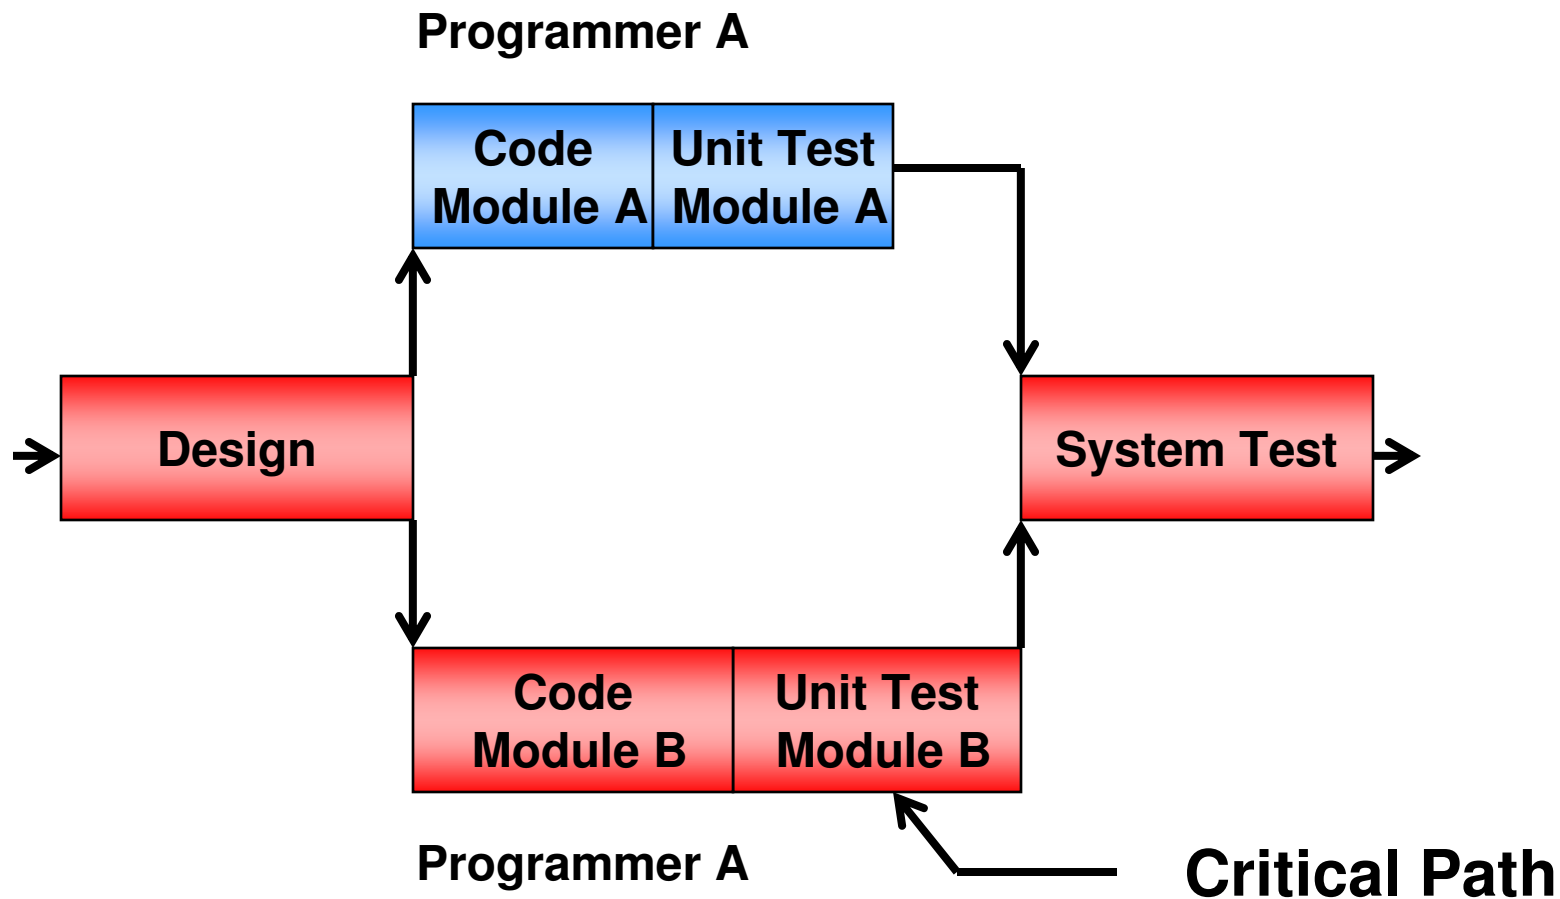 Programmer A
Code
Module A
Unit Test
Module A
Design
System Test
Code
Module B
Unit Test
Module B
Programmer A
Critical Path